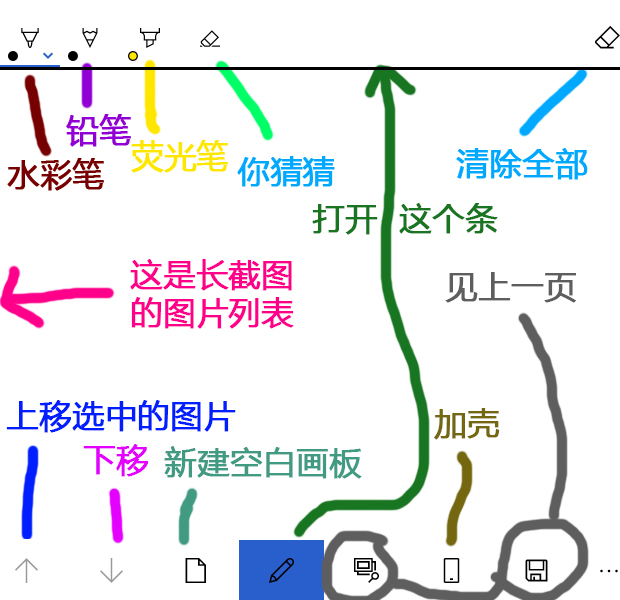 铅笔
荧光笔
水彩笔
你猜猜
清除全部
打开 这个条
这是长截图
的图片列表
见上一页
上移选中的图片
加壳
下移
新建空白画板